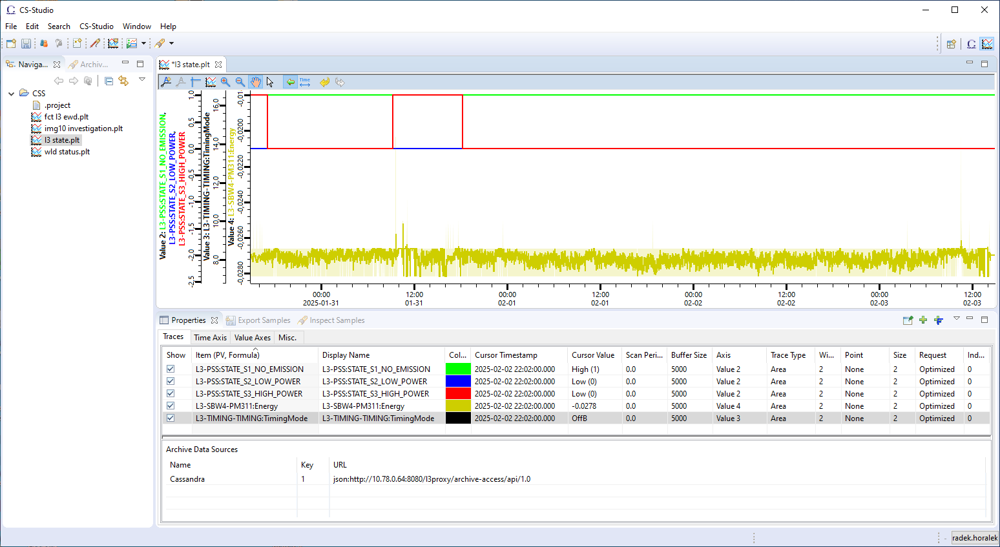 CS-Studio
File Edit Search CS-Studio Window Help
Naviga...
Archiv...
CSS
.project
fct l3 ewd.plt
img10 investigation.plt
l3 state.plt
wld status.plt
*l3 state.plt
Time
Value 2: L3-PSS:STATE_S1_NO_EMISSION,
L3-PSS:STATE_S2_LOW_POWER,
L3-PSS:STATE_S3_HIGH_POWER
1,0
0,5
0,0
-0,5
-1,0
-1,5
-2,0
-2,5
Value 3: L3-TIMING-TIMING:TimingMode
16,0
14,0
12,0
10,0
8,0
Value 4: L3-SBW4-PM311:Energy
-0,01
-0,0200
-0,0220
-0,0240
-0,0260
-0,0280
00:00 12:00 00:00 12:00 00:00 12:00 00:00 12:00
2025-01-31 01-31 02-01 02-01 02-02 02-02 02-03 02-03
Properties Export Samples Inspect Samples
Traces Time Axis Value Axes Misc.
Show Item (PV, Formula) Display Name Col... Cursor Timestamp Cursor Value Scan Peri... Buffer Size Axis Trace Type Wi... Point Size Request Ind...
L3-PSS:STATE_S1_NO_EMISSION L3-PSS:STATE_S1_NO_EMISSION 2025-02-02 22:02:00.000 High (1) 0.0 5000 Value 2 Area 2 None 2 Optimized 0
L3-PSS:STATE_S2_LOW_POWER L3-PSS:STATE_S2_LOW_POWER 2025-02-02 22:02:00.000 Low (0) 0.0 5000 Value 2 Area 2 None 2 Optimized 0
L3-PSS:STATE_S3_HIGH_POWER L3-PSS:STATE_S3_HIGH_POWER 2025-02-02 22:02:00.000 Low (0) 0.0 5000 Value 2 Area 2 None 2 Optimized 0
L3-SBW4-PM311:Energy L3-SBW4-PM311:Energy 2025-02-02 22:02:00.000 -0.0278 0.0 5000 Value 4 Area 2 None 2 Optimized 0
L3-TIMING-TIMING:TimingMode L3-TIMING-TIMING:TimingMode 2025-02-02 22:02:00.000 OffB 0.0 5000 Value 3 Area 2 None 2 Optimized 0
Archive Data Sources
Name Key URL
Cassandra 1 json:http://10.78.0.64:8080/l3proxy/archive-access/api/1.0
- radek.horalek